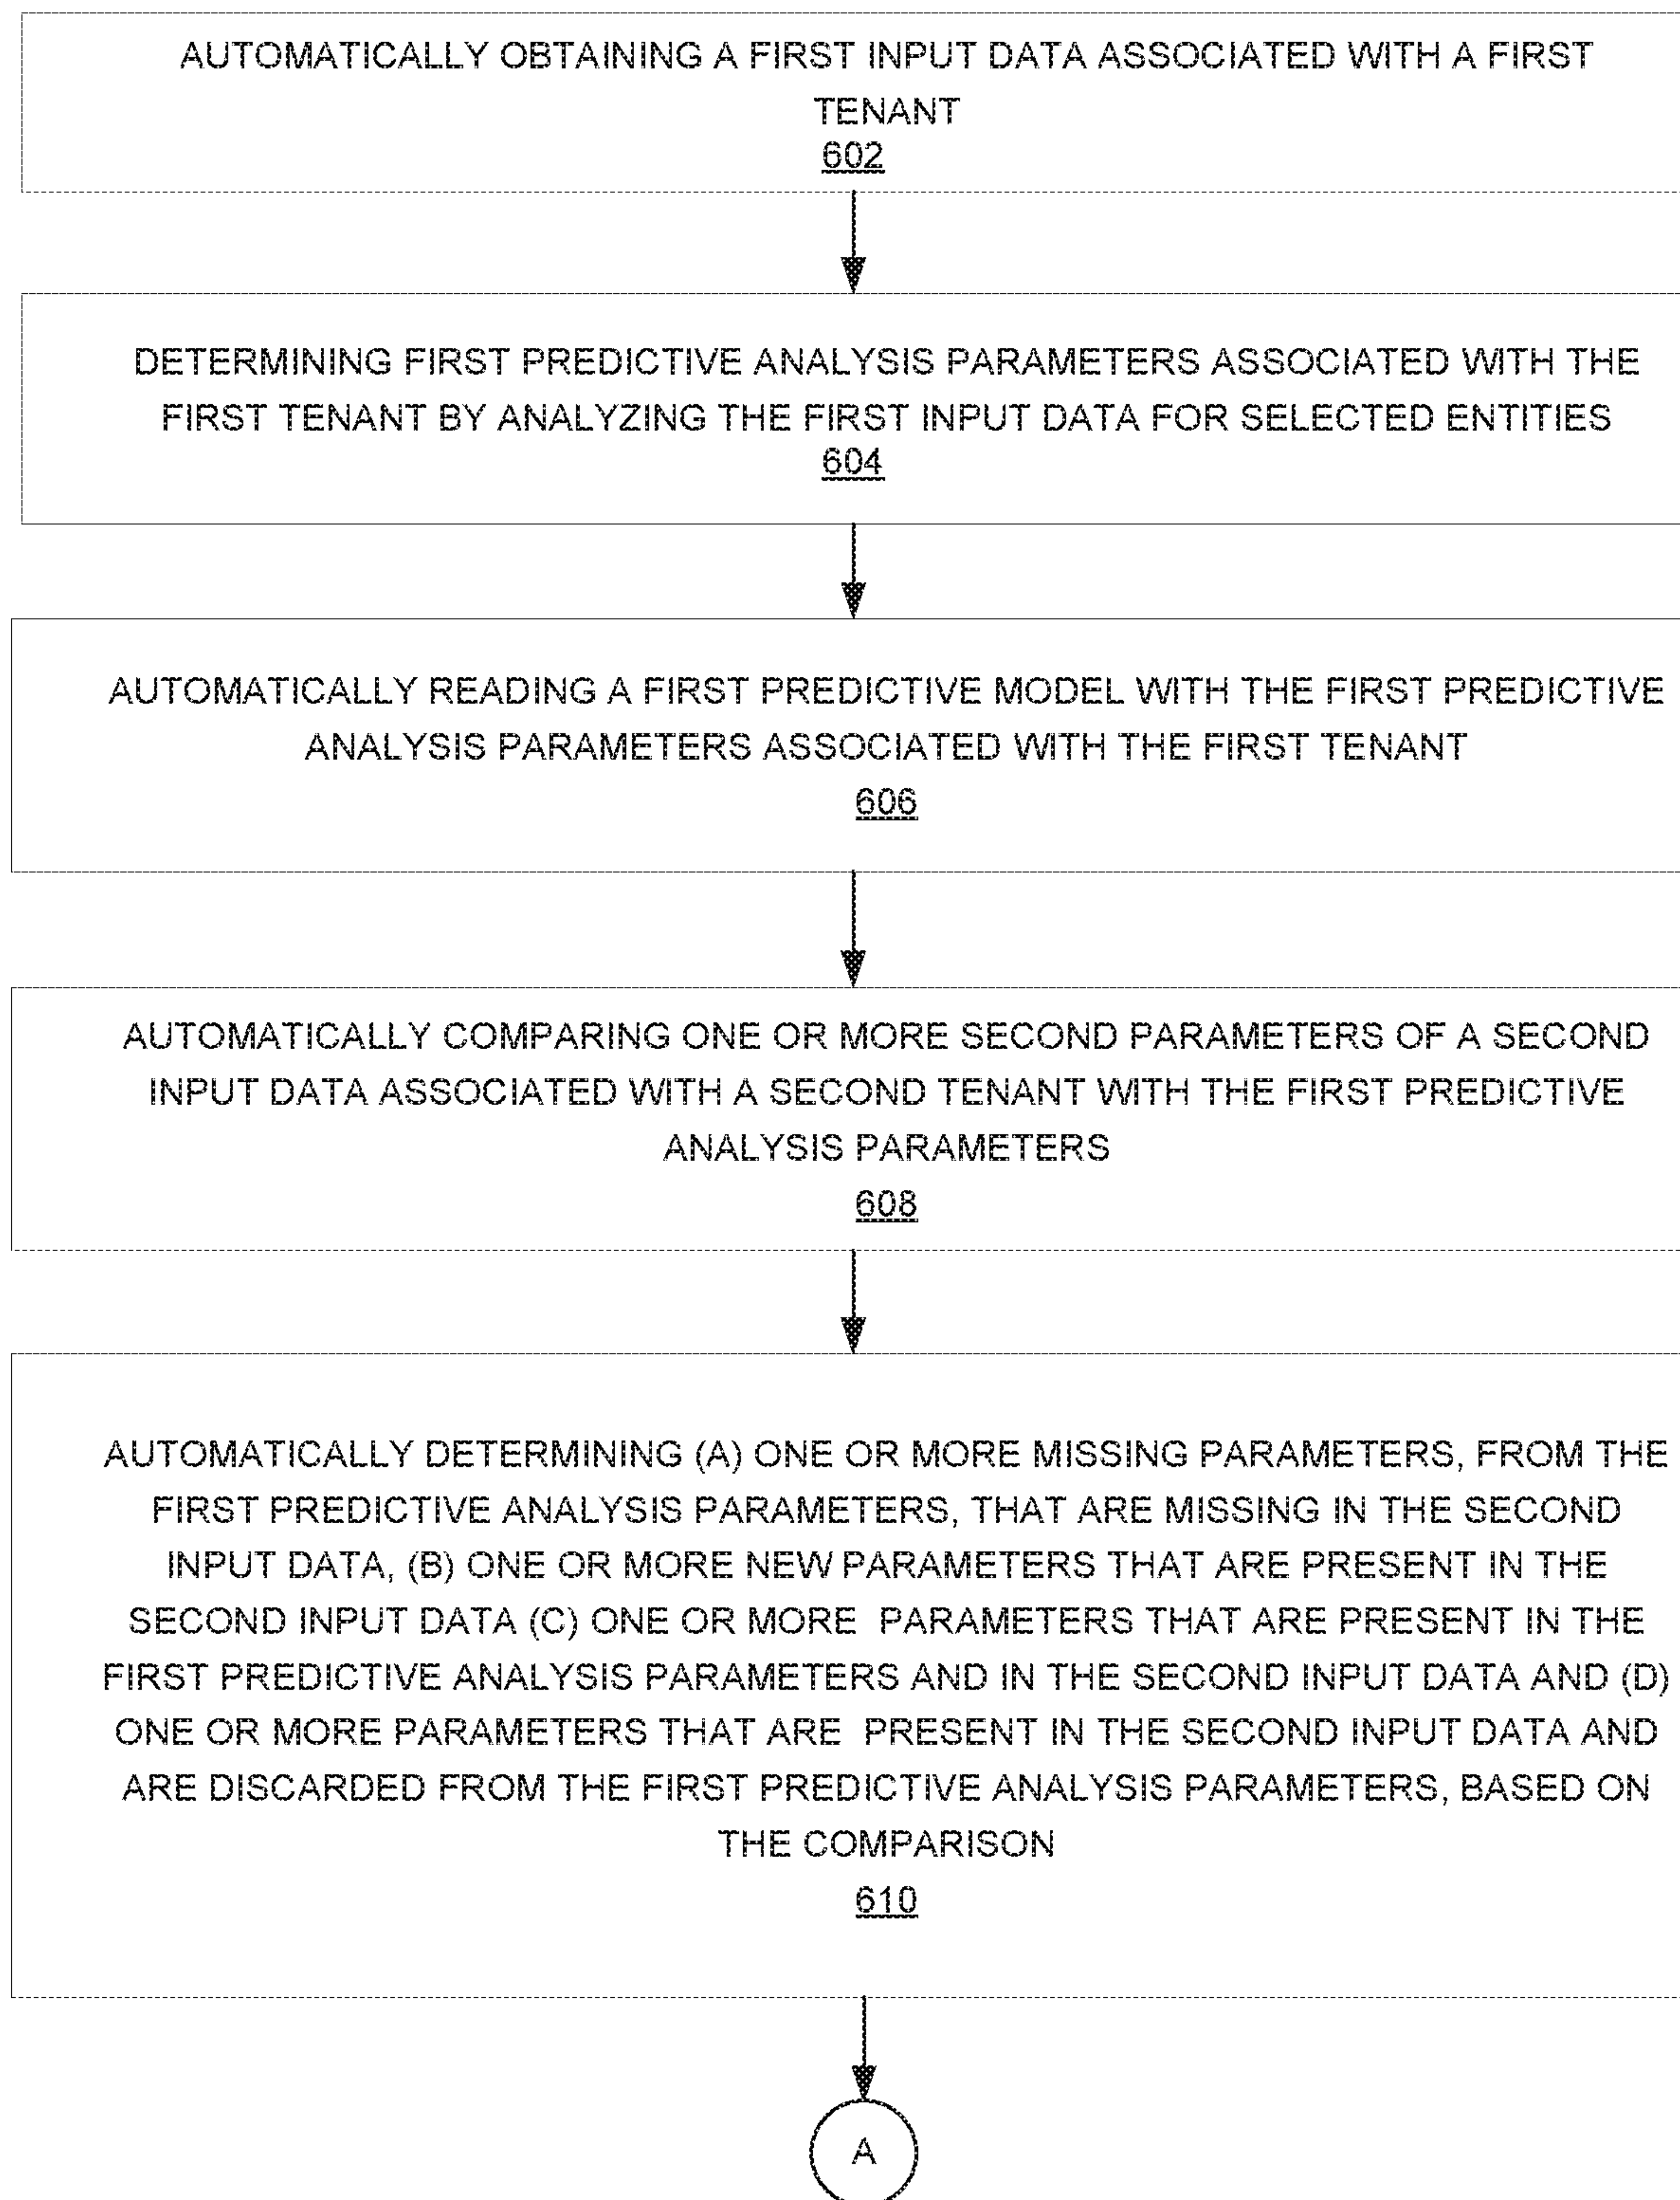 AUTOMATICALLY OBTAINING A FIRST INPUT DATA ASSOCIATED WITH A FIRST
TENANT
602
DETERMINING FIRST PREDICTIVE ANALYSIS PARAMETERS ASSOCIATED WITH THE
FIRST TENANT BY ANALYZING THE FIRST INPUT DATA FOR SELECTED ENTITIES
604
AUTOMATICALLY READING A FIRST PREDICTIVE MODEL WITH THE FIRST PREDICTIVE
ANALYSIS PARAMETERS ASSOCIATED WITH THE FIRST TENANT
606
AUTOMATICALLY COMPARING ONE OR MORE SECOND PARAMETERS OF A SECOND
INPUT DATA ASSOCIATED WITH A SECOND TENANT WITH THE FIRST PREDICTIVE
ANALYSIS PARAMETERS
608
AUTOMATICALLY DETERMINING (A) ONE OR MORE MISSING PARAMETERS, FROM THE
FIRST PREDICTIVE ANALYSIS PARAMETERS, THAT ARE MISSING IN THE SECOND
INPUT DATA, (B) ONE OR MORE NEW PARAMETERS THAT ARE PRESENT IN THE
SECOND INPUT DATA (C) ONE OR MORE PARAMETERS THAT ARE PRESENT IN THE
FIRST PREDICTIVE ANALYSIS PARAMETERS AND IN THE SECOND INPUT DATA AND (D)
ONE OR MORE PARAMETERS THAT ARE PRESENT IN THE SECOND INPUT DATA AND
ARE DISCARDED FROM THE FIRST PREDICTIVE ANALYSIS PARAMETERS, BASED ON
THE COMPARISON
610
A